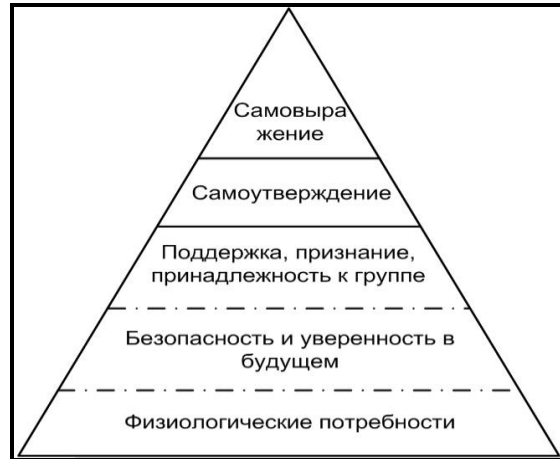 Самовыра
жение
Самоутверждение
Поддержка, признание,
принадлежность к группе
Безопасность и уверенность в
будущем
Физиологические потребности